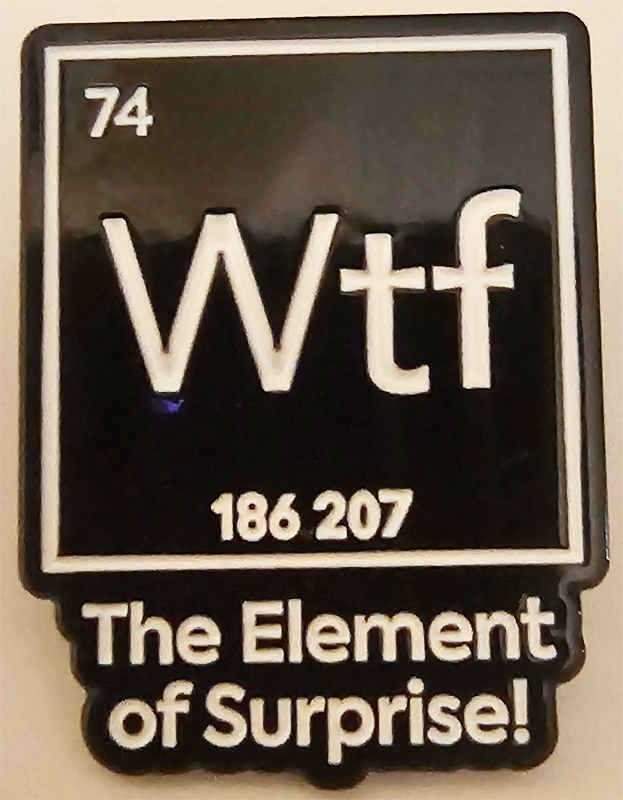 74
Wtf
186 207
The Element
of Surprise!